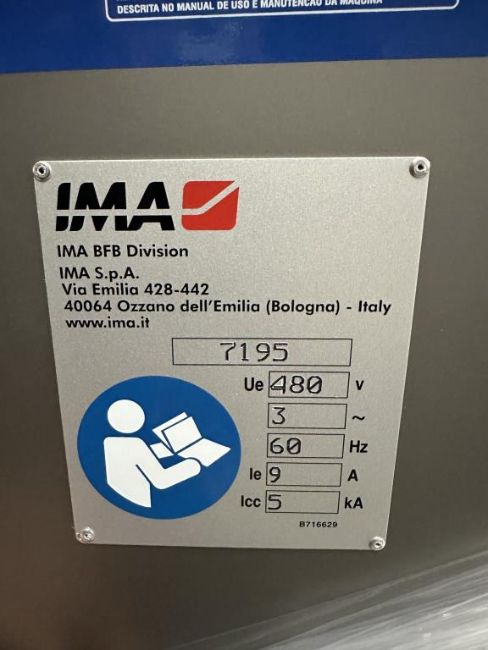 DESCRITA NO MANUAL DE USO E MANUTENCÃO DA MÁQUINA
IMA
IMA BFB Division
IMA S.p.A.
Via Emilia 428-442
40064 Ozzano dell'Emilia (Bologna) - Italy
www.ima.it
7195
Ue 480 V
3 ~
60 Hz
Ie 9 A
Icc 5 kA
B716629